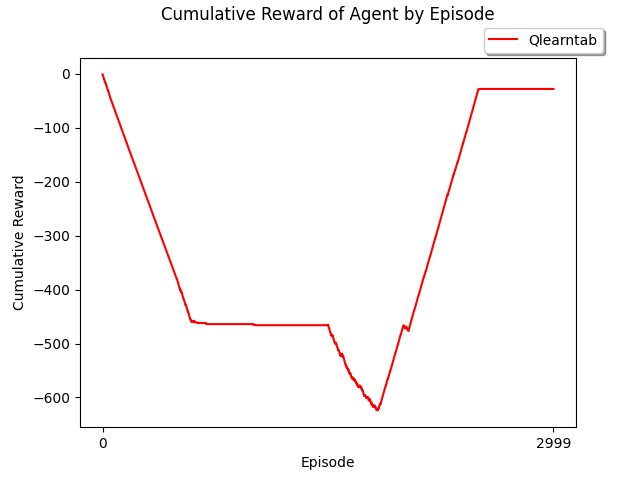 Cumulative Reward of Agent by Episode
Qlearntab
0
−100
−200
−300
−400
−500
−600
Cumulative Reward
0 2999
Episode